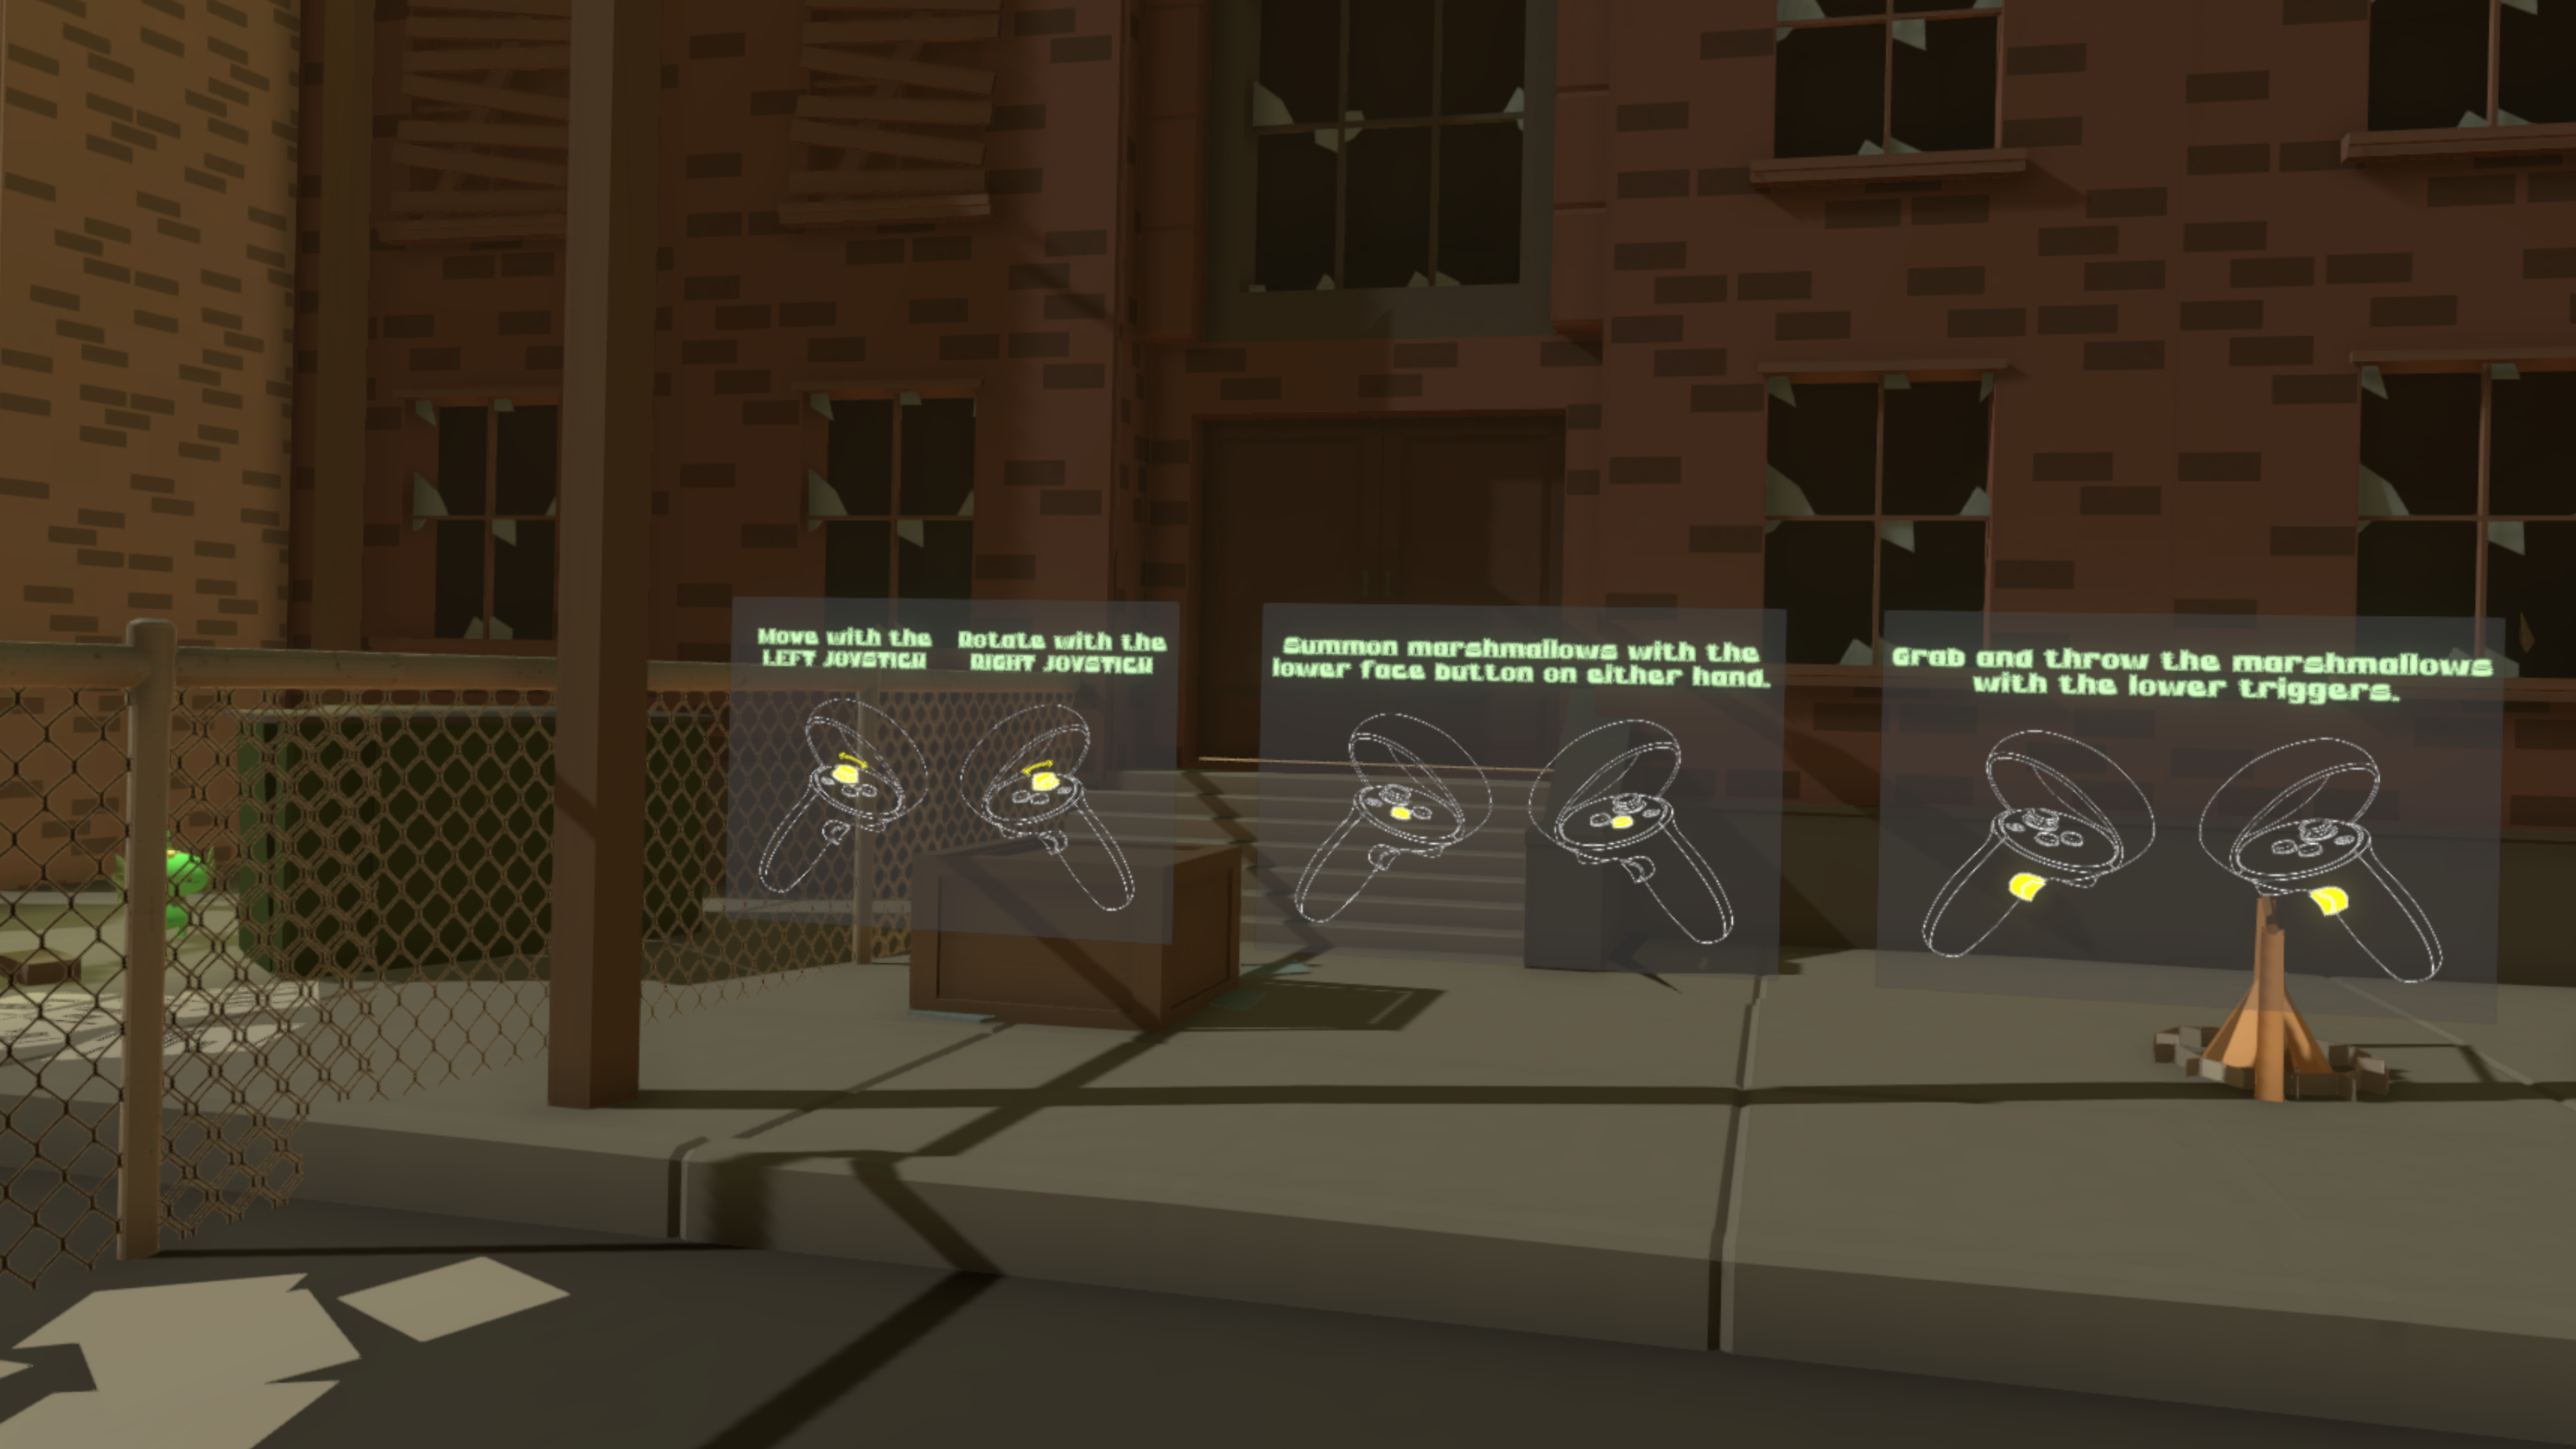 Move with the
LEFT JOYSTICK
Rotate with the
RIGHT JOYSTICK
Summon marshmallows with the
lower face button on either hand.
Grab and throw the marshmallows
with the lower triggers.